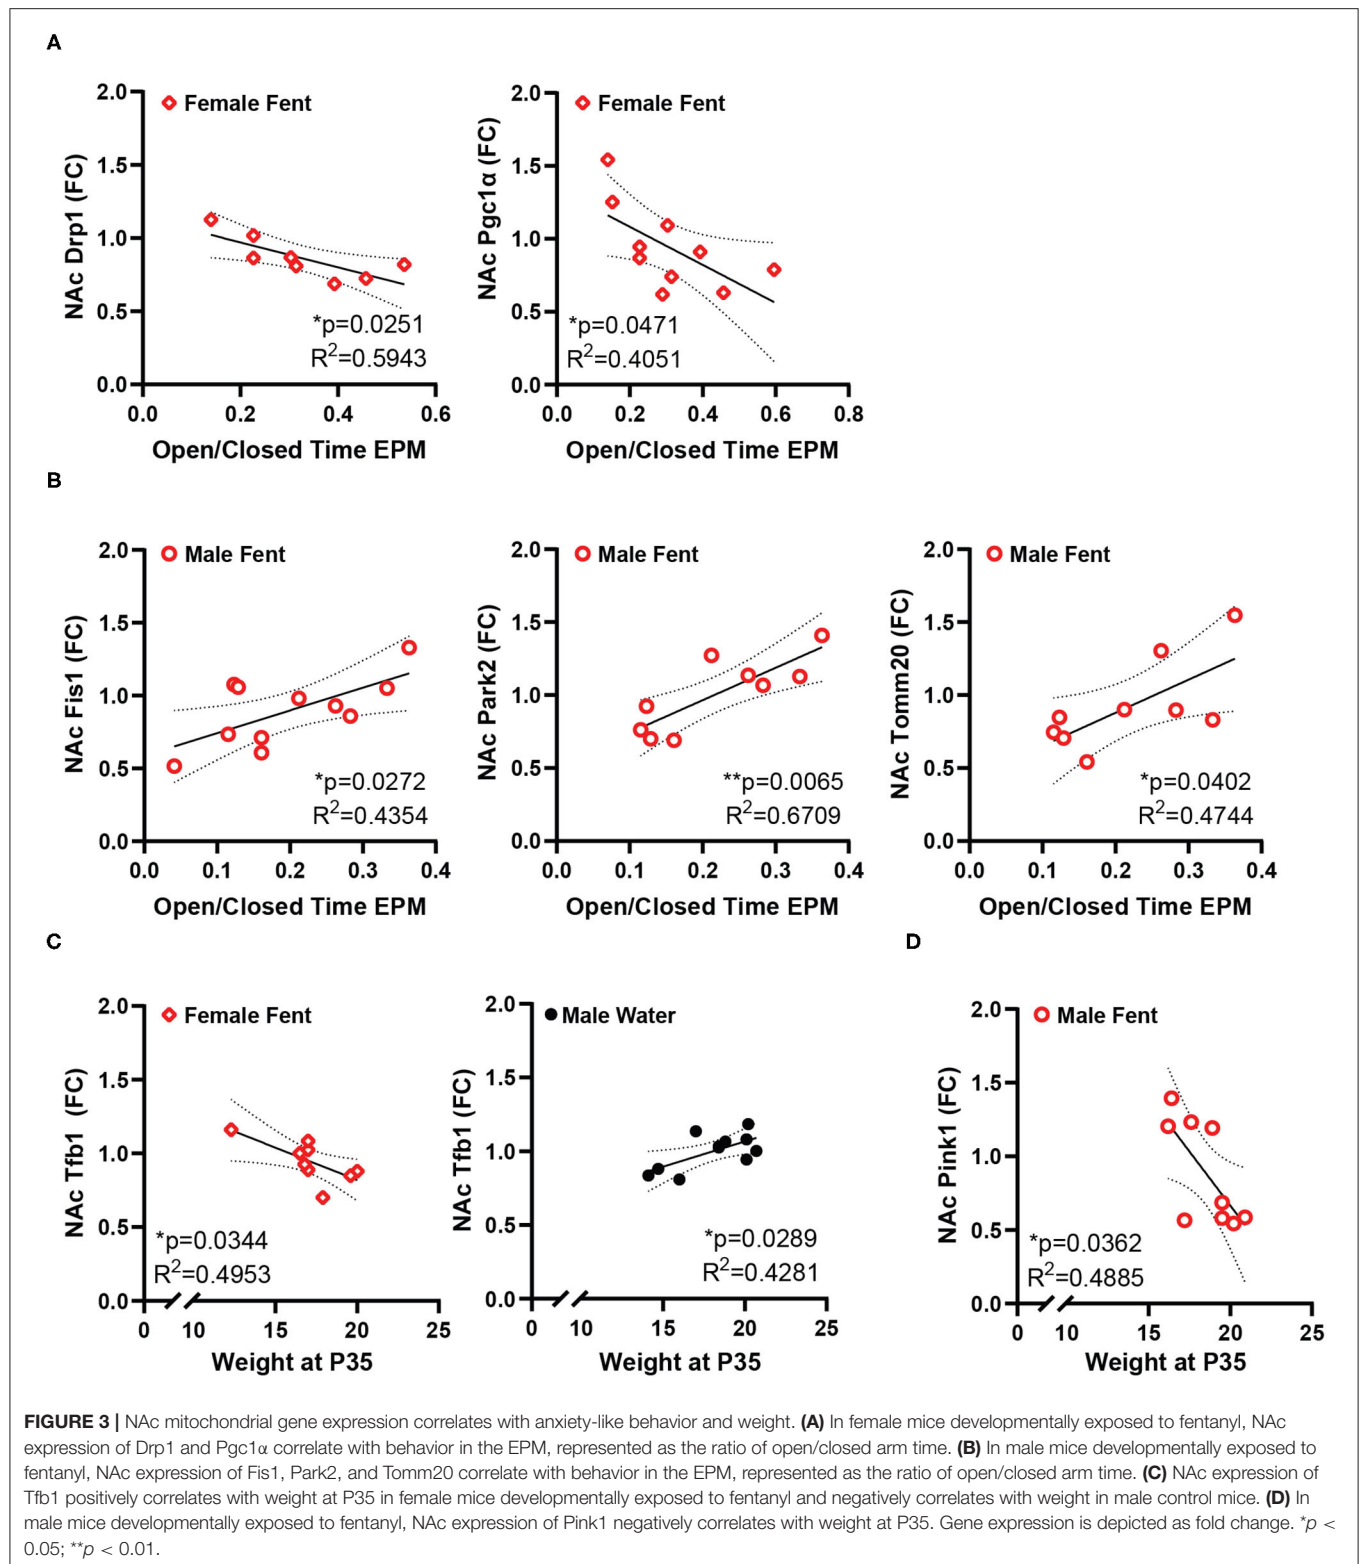 A
Female Fent
NAc Drp1 (FC)
2.0
1.5
1.0
0.5
0.0
*p=0.0251
R2=0.5943
0.0 0.2 0.4 0.6
Open/Closed Time EPM
Female Fent
NAc Pgc1α (FC)
2.0
1.5
1.0
0.5
0.0
*p=0.0471
R2=0.4051
0.0 0.2 0.4 0.6 0.8
Open/Closed Time EPM
B
Male Fent
NAc Fis1 (FC)
2.0
1.5
1.0
0.5
0.0
*p=0.0272
R2=0.4354
0.0 0.1 0.2 0.3 0.4
Open/Closed Time EPM
Male Fent
NAc Park2 (FC)
2.0
1.5
1.0
0.5
0.0
**p=0.0065
R2=0.6709
0.0 0.1 0.2 0.3 0.4
Open/Closed Time EPM
Male Fent
NAc Tomm20 (FC)
2.0
1.5
1.0
0.5
0.0
*p=0.0402
R2=0.4744
0.0 0.1 0.2 0.3 0.4
Open/Closed Time EPM
C
Female Fent
NAc Tfb1 (FC)
2.0
1.5
1.0
0.5
0.0
*p=0.0344
R2=0.4953
0 10 15 20 25
Weight at P35
Male Water
NAc Tfb1 (FC)
2.0
1.5
1.0
0.5
0.0
*p=0.0289
R2=0.4281
0 10 15 20 25
Weight at P35
D
Male Fent
NAc Pink1 (FC)
2.0
1.5
1.0
0.5
0.0
*p=0.0362
R2=0.4885
0 10 15 20 25
Weight at P35
FIGURE 3 | NAc mitochondrial gene expression correlates with anxiety-like behavior and weight. (A) In female mice developmentally exposed to fentanyl, NAc
expression of Drp1 and Pgc1α correlate with behavior in the EPM, represented as the ratio of open/closed arm time. (B) In male mice developmentally exposed to
fentanyl, NAc expression of Fis1, Park2, and Tomm20 correlate with behavior in the EPM, represented as the ratio of open/closed arm time. (C) NAc expression of
Tfb1 positively correlates with weight at P35 in female mice developmentally exposed to fentanyl and negatively correlates with weight in male control mice. (D) In
male mice developmentally exposed to fentanyl, NAc expression of Pink1 negatively correlates with weight at P35. Gene expression is depicted as fold change. *p <
0.05; **p < 0.01.